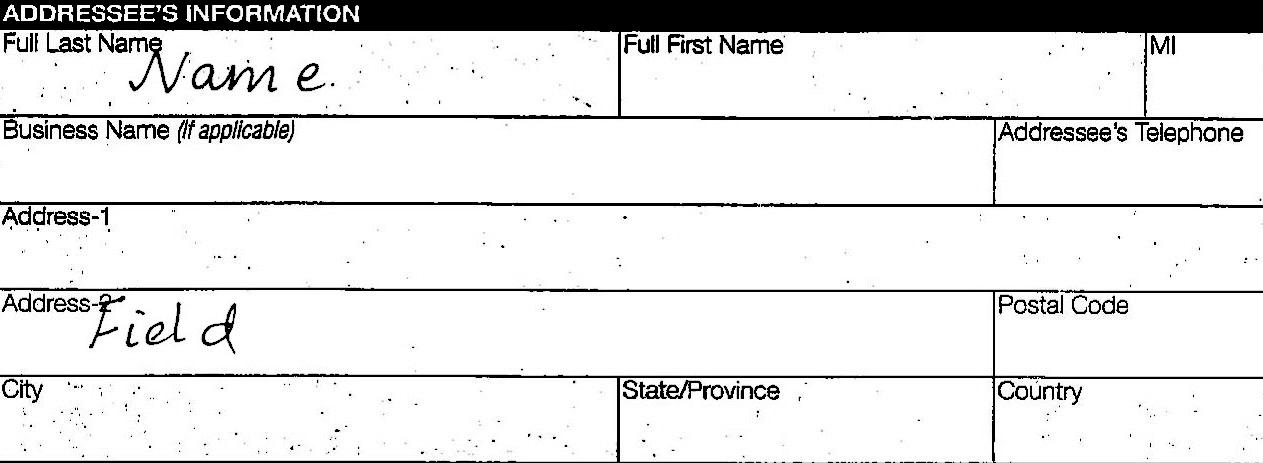 ADDRESSEE'S INFORMATION
Full Last Name Full First Name MI
Name
Business Name (If applicable) Addressee's Telephone
Address-1
Address-2 Postal Code
Field
City State/Province Country